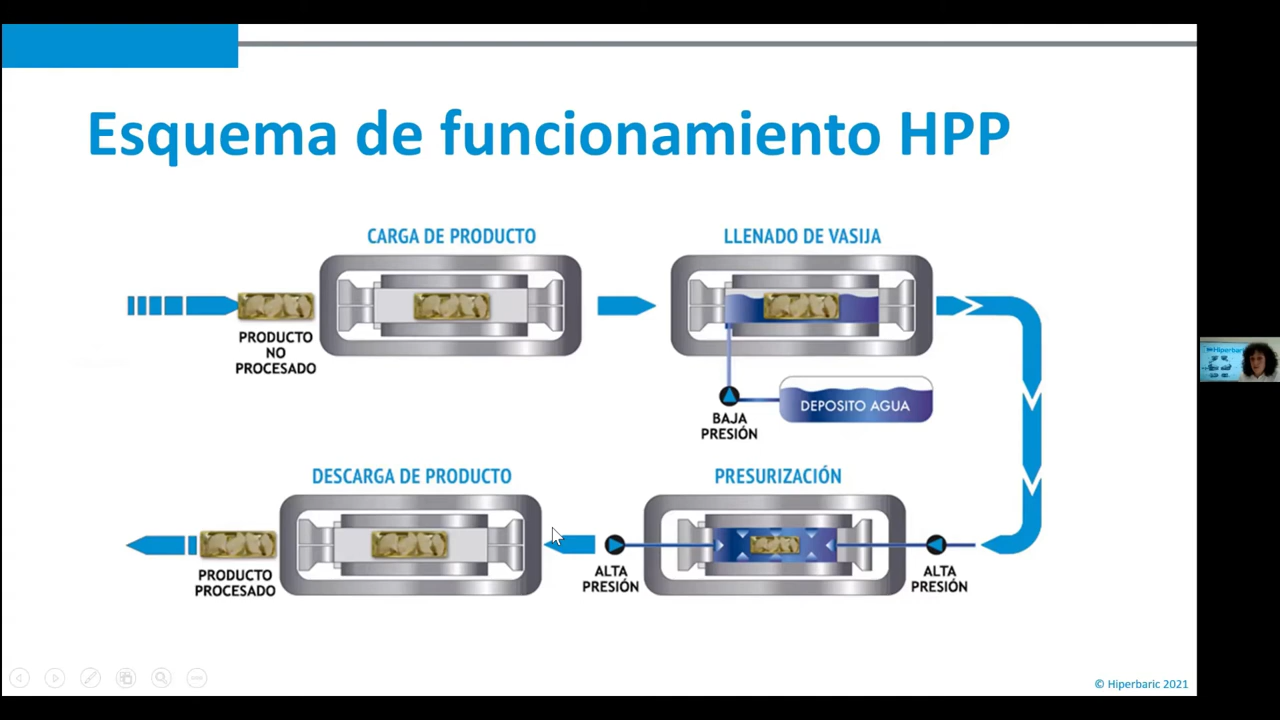 Esquema de funcionamiento HPP
CARGA DE PRODUCTO
LLENADO DE VASIJA
PRODUCTO
NO
PROCESADO
BAJA
PRESIÓN
DEPOSITO AGUA
DESCARGA DE PRODUCTO
PRESURIZACIÓN
PRODUCTO
PROCESADO
ALTA
PRESIÓN
ALTA
PRESIÓN
© Hiperbaric 2021
Hiperbaric